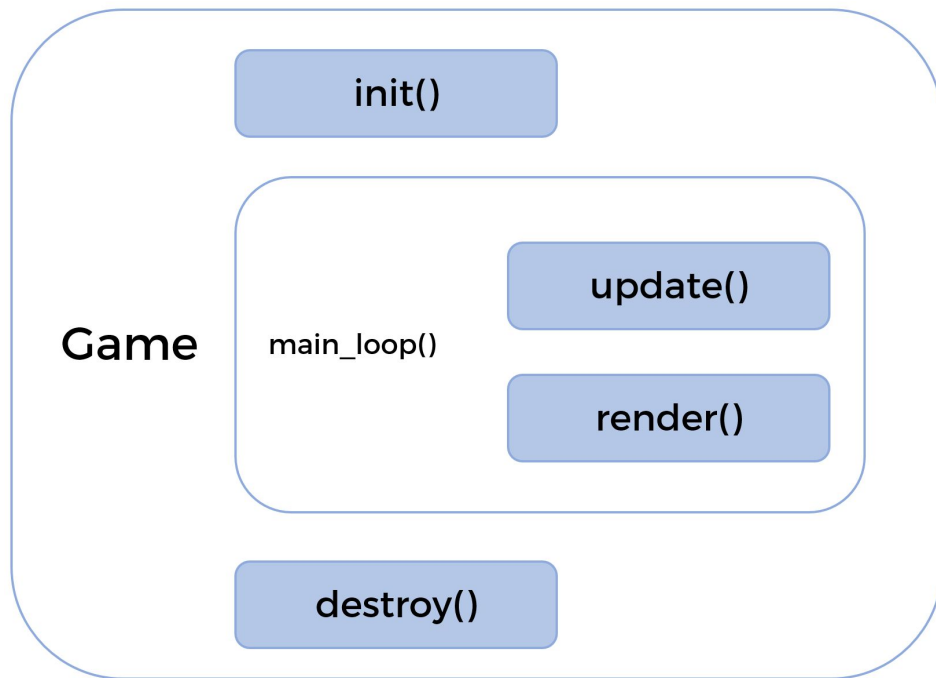 init()
Game
main_loop()
update()
render()
destroy()